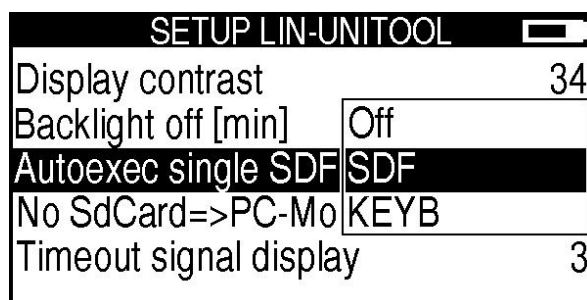 SETUP LIN-UNITOOL
Display contrast 34
Backlight off [min] Off
Autoexec single SDF SDF
No SdCard=>PC-Mo KEYB
Timeout signal display 3